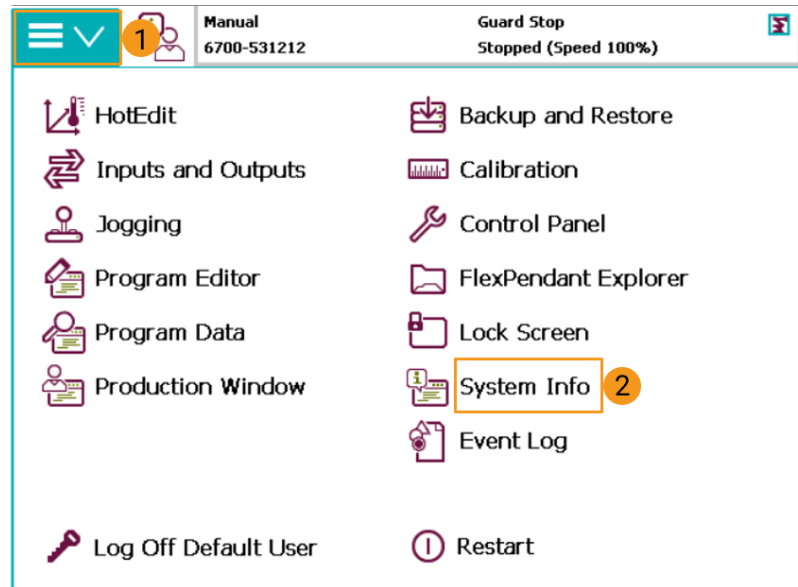 1
Manual
6700-531212
Guard Stop
Stopped (Speed 100%)
HotEdit
Inputs and Outputs
Jogging
Program Editor
Program Data
Production Window
Backup and Restore
Calibration
Control Panel
FlexPendant Explorer
Lock Screen
System Info 2
Event Log
Log Off Default User
Restart